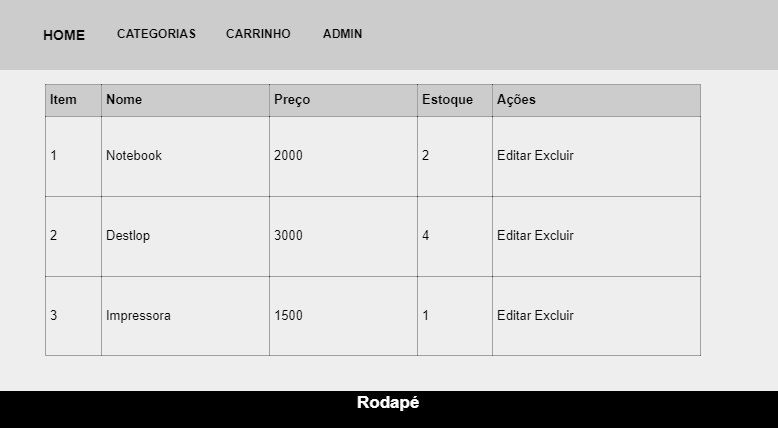 HOME CATEGORIAS CARRINHO ADMIN
Item Nome Preço Estoque Ações
1 Notebook 2000 2 Editar Excluir
2 Destlop 3000 4 Editar Excluir
3 Impressora 1500 1 Editar Excluir
Rodapé